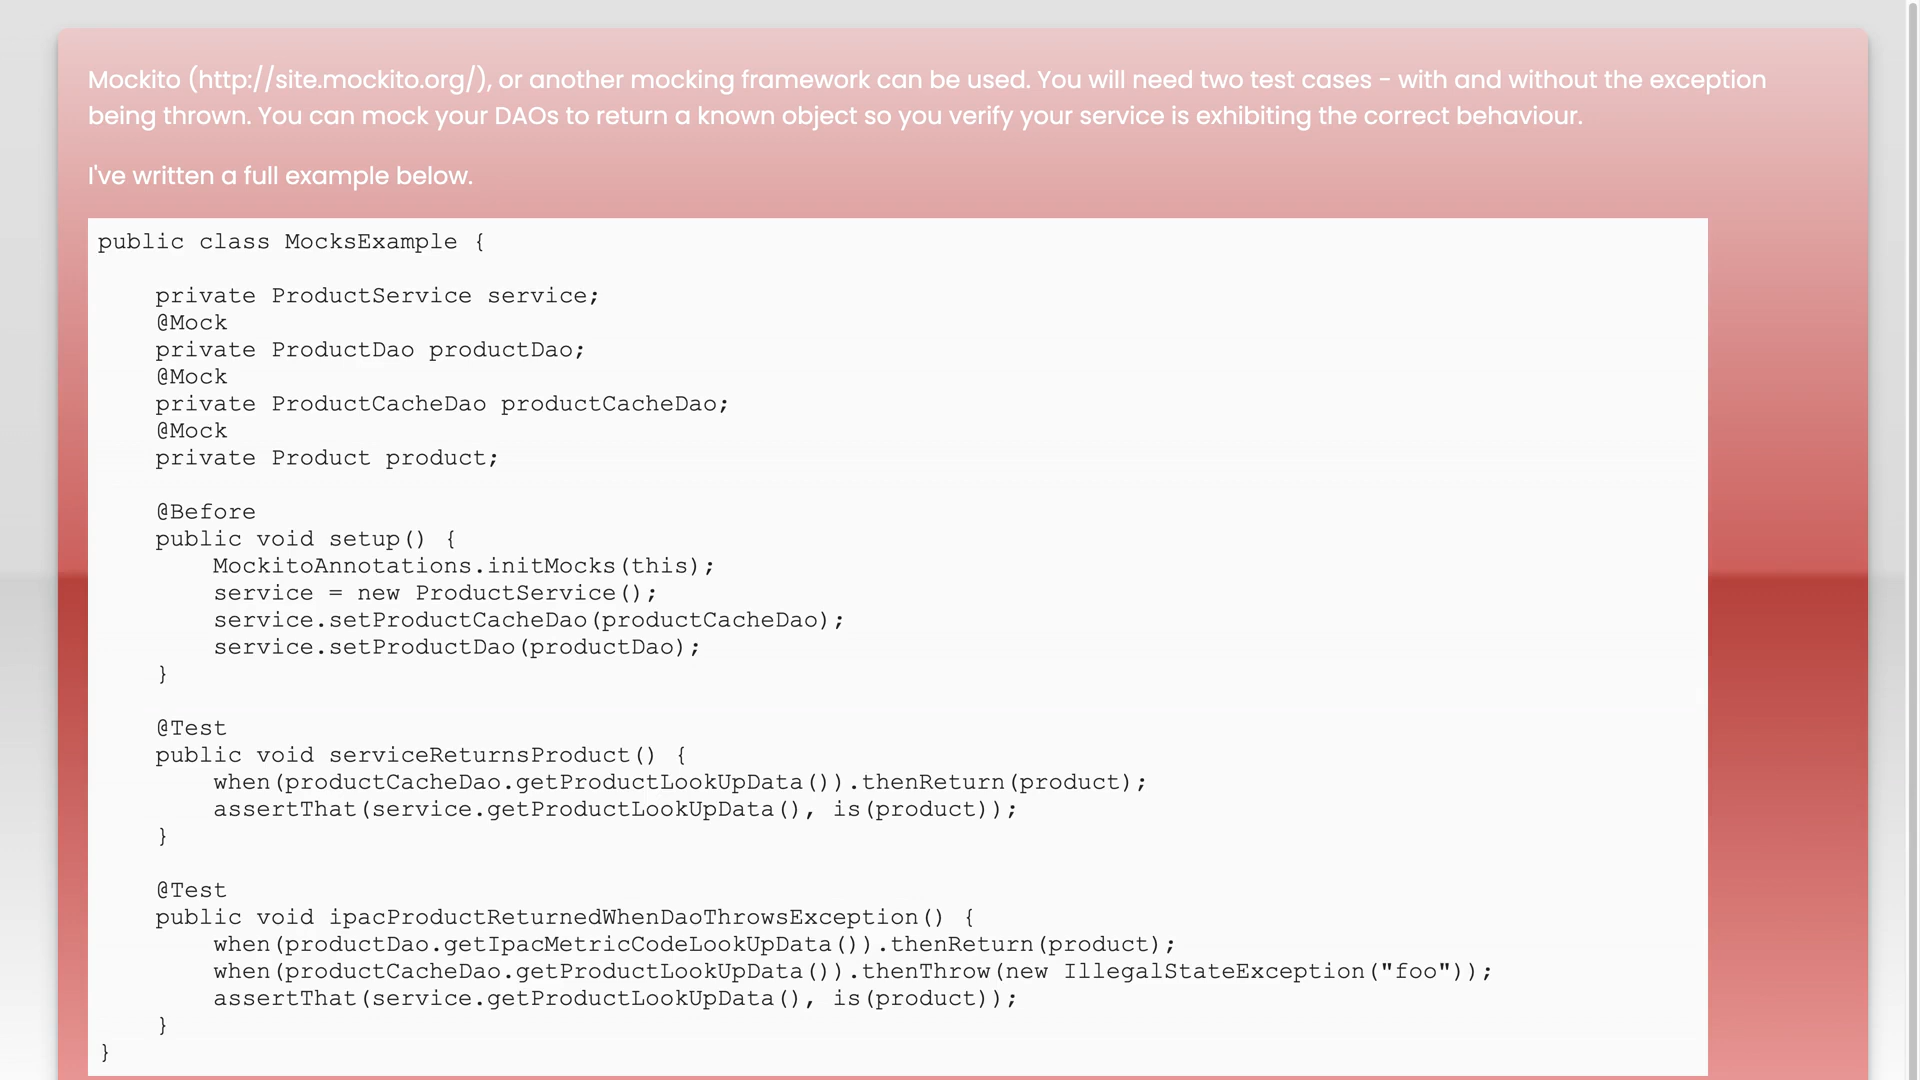 Mockito (http://site.mockito.org/), or another mocking framework can be used. You will need two test cases - with and without the exception
being thrown. You can mock your DAOs to return a known object so you verify your service is exhibiting the correct behaviour.
I've written a full example below.
public class MocksExample {
    private ProductService service;
    @Mock
    private ProductDao productDao;
    @Mock
    private ProductCacheDao productCacheDao;
    @Mock
    private Product product;
    @Before
    public void setup() {
        MockitoAnnotations.initMocks(this);
        service = new ProductService();
        service.setProductCacheDao(productCacheDao);
        service.setProductDao(productDao);
    }
    @Test
    public void serviceReturnsProduct() {
        when(productCacheDao.getProductLookUpData()).thenReturn(product);
        assertThat(service.getProductLookUpData(), is(product));
    }
    @Test
    public void ipacProductReturnedWhenDaoThrowsException() {
        when(productDao.getIpacMetricCodeLookUpData()).thenReturn(product);
        when(productCacheDao.getProductLookUpData()).thenThrow(new IllegalStateException("foo"));
        assertThat(service.getProductLookUpData(), is(product));
    }
}